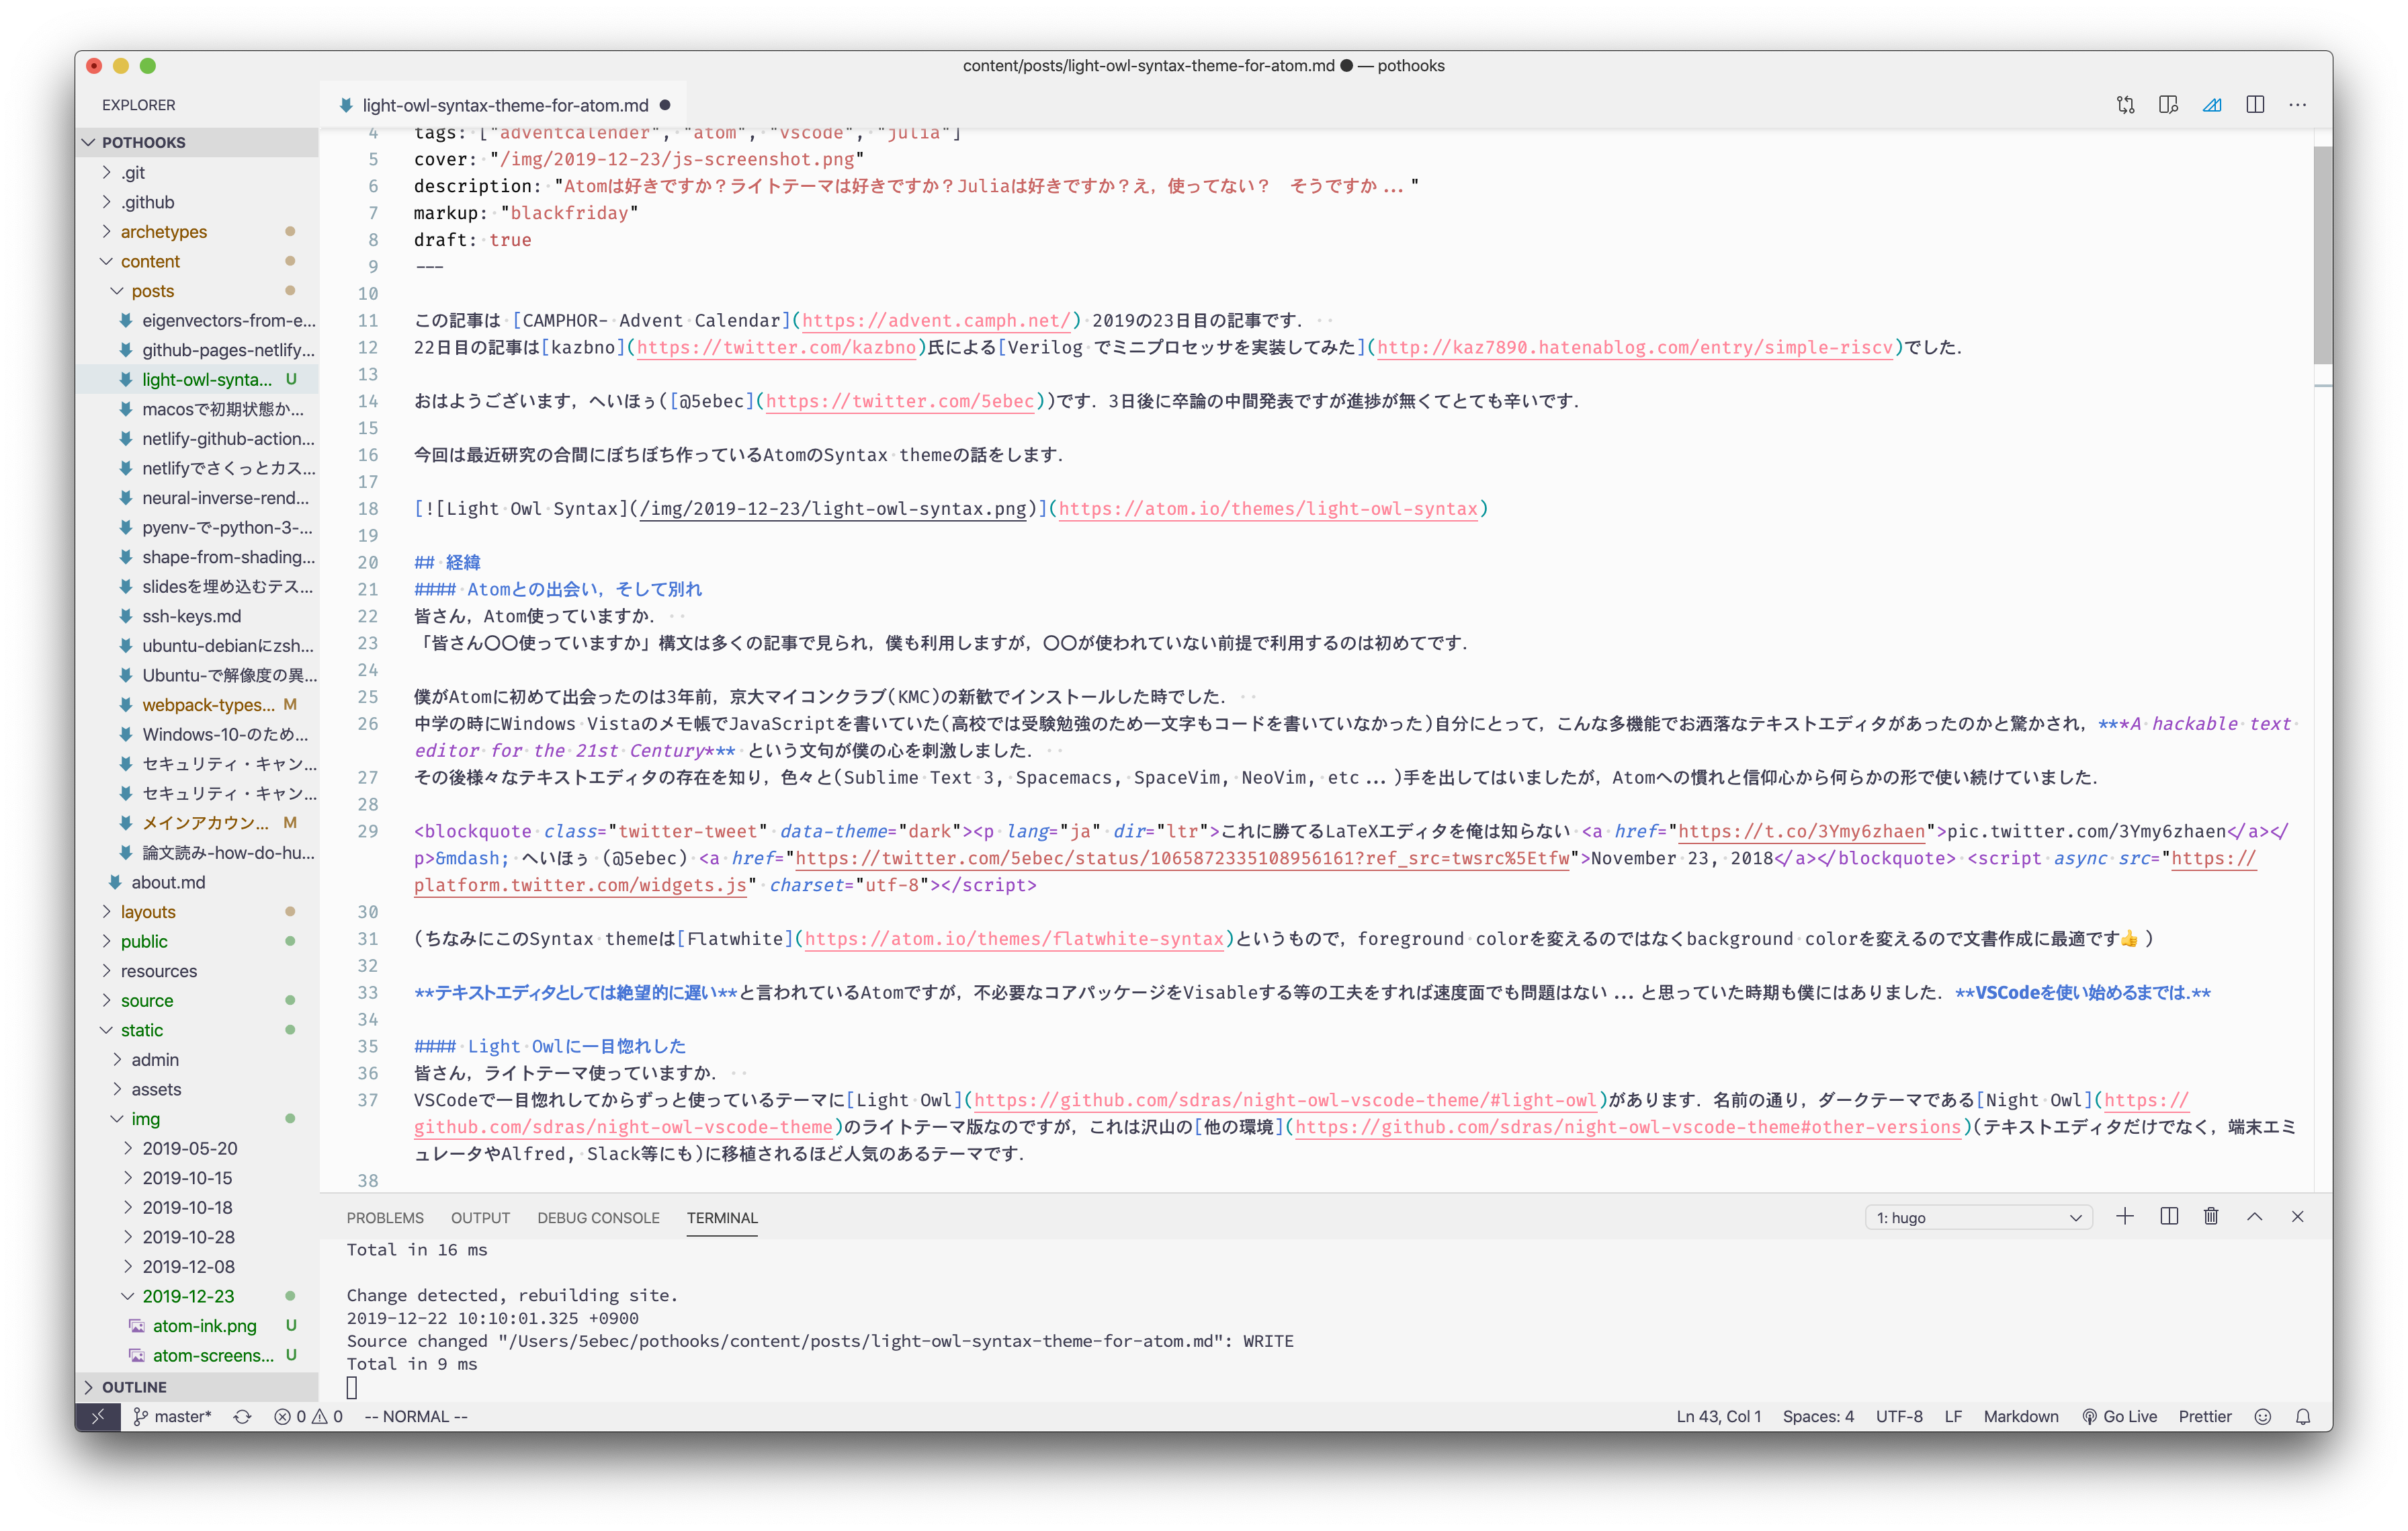 content/posts/light-owl-syntax-theme-for-atom.md ● — pothooks
EXPLORER
light-owl-syntax-theme-for-atom.md ●
POTHOOKS
.git
.github
archetypes
content
posts
eigenvectors-from-e...
github-pages-netlify...
light-owl-synta... U
macosで初期状態か...
netlify-github-action...
netlifyでさくっとカス...
neural-inverse-rend...
pyenv-で-python-3-...
shape-from-shading...
slidesを埋め込むテス...
ssh-keys.md
ubuntu-debianにzsh...
Ubuntu-で解像度の異...
webpack-types... M
Windows-10-のため...
セキュリティ・キャン...
セキュリティ・キャン...
メインアカウン... M
論文読み-how-do-hu...
about.md
layouts
public
resources
source
static
admin
assets
img
2019-05-20
2019-10-15
2019-10-18
2019-10-28
2019-12-08
2019-12-23
atom-ink.png U
atom-screens... U
OUTLINE
4 tags: ["adventcalender", "atom", "vscode", "julia"]
5 cover: "/img/2019-12-23/js-screenshot.png"
6 description: "Atomは好きですか？ライトテーマは好きですか？Juliaは好きですか？え，使ってない？　そうですか..."
7 markup: "blackfriday"
8 draft: true
9 ---
10
11 この記事は [CAMPHOR- Advent Calendar](https://advent.camph.net/) 2019の23日目の記事です．
12 22日目の記事は[kazbno](https://twitter.com/kazbno)氏による[Verilog でミニプロセッサを実装してみた](http://kaz7890.hatenablog.com/entry/simple-riscv)でした．
13
14 おはようございます，へいほぅ([@5ebec](https://twitter.com/5ebec))です．3日後に卒論の中間発表ですが進捗が無くてとても辛いです．
15
16 今回は最近研究の合間にぼちぼち作っているAtomのSyntax themeの話をします．
17
18 [![Light Owl Syntax](/img/2019-12-23/light-owl-syntax.png)](https://atom.io/themes/light-owl-syntax)
19
20 ## 経緯
21 #### Atomとの出会い，そして別れ
22 皆さん，Atom使っていますか．
23 「皆さん〇〇使っていますか」構文は多くの記事で見られ，僕も利用しますが，〇〇が使われていない前提で利用するのは初めてです．
24
25 僕がAtomに初めて出会ったのは3年前，京大マイコンクラブ(KMC)の新歓でインストールした時でした．
26 中学の時にWindows Vistaのメモ帳でJavaScriptを書いていた(高校では受験勉強のため一文字もコードを書いていなかった)自分にとって，こんな多機能でお洒落なテキストエディタがあったのかと驚かされ，***A hackable text
editor for the 21st Century*** という文句が僕の心を刺激しました．
27 その後様々なテキストエディタの存在を知り，色々と(Sublime Text 3, Spacemacs, SpaceVim, NeoVim, etc...)手を出してはいましたが，Atomへの慣れと信仰心から何らかの形で使い続けていました．
28
29 <blockquote class="twitter-tweet" data-theme="dark"><p lang="ja" dir="ltr">これに勝てるLaTeXエディタを俺は知らない <a href="https://t.co/3Ymy6zhaen">pic.twitter.com/3Ymy6zhaen</a></
p>&mdash; へいほぅ (@5ebec) <a href="https://twitter.com/5ebec/status/1065872335108956161?ref_src=twsrc%5Etfw">November 23, 2018</a></blockquote> <script async src="https://
platform.twitter.com/widgets.js" charset="utf-8"></script>
30
31 (ちなみにこのSyntax themeは[Flatwhite](https://atom.io/themes/flatwhite-syntax)というもので，foreground colorを変えるのではなくbackground colorを変えるので文書作成に最適です👍)
32
33 **テキストエディタとしては絶望的に遅い**と言われているAtomですが，不必要なコアパッケージをVisableする等の工夫をすれば速度面でも問題はない...と思っていた時期も僕にはありました．**VSCodeを使い始めるまでは.**
34
35 #### Light Owlに一目惚れした
36 皆さん，ライトテーマ使っていますか．
37 VSCodeで一目惚れしてからずっと使っているテーマに[Light Owl](https://github.com/sdras/night-owl-vscode-theme/#light-owl)があります．名前の通り，ダークテーマである[Night Owl](https://
github.com/sdras/night-owl-vscode-theme)のライトテーマ版なのですが，これは沢山の[他の環境](https://github.com/sdras/night-owl-vscode-theme#other-versions)(テキストエディタだけでなく，端末エミ
ュレータやAlfred, Slack等にも)に移植されるほど人気のあるテーマです．
38
PROBLEMS OUTPUT DEBUG CONSOLE TERMINAL 1: hugo
Total in 16 ms
Change detected, rebuilding site.
2019-12-22 10:10:01.325 +0900
Source changed "/Users/5ebec/pothooks/content/posts/light-owl-syntax-theme-for-atom.md": WRITE
Total in 9 ms
master* 0 0 -- NORMAL -- Ln 43, Col 1 Spaces: 4 UTF-8 LF Markdown Go Live Prettier